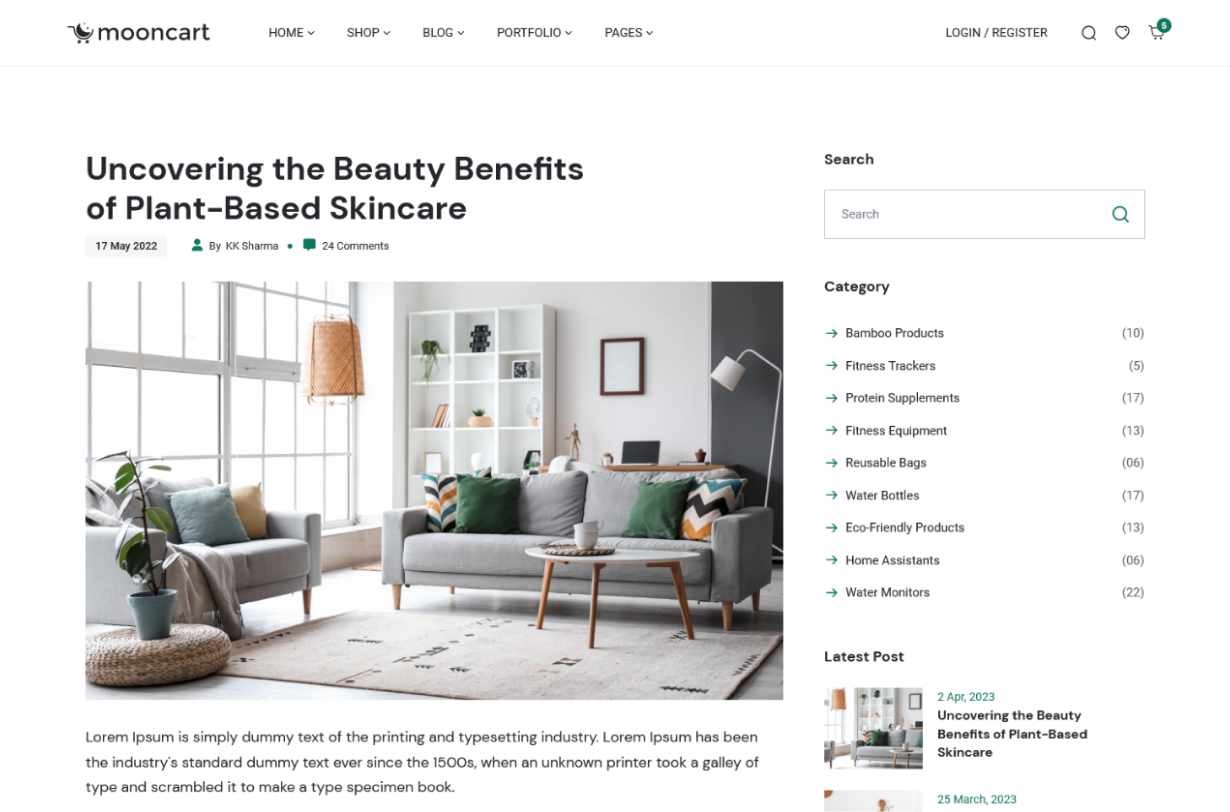 mooncart
HOME
SHOP
BLOG
PORTFOLIO
PAGES
LOGIN / REGISTER
5
Uncovering the Beauty Benefits
of Plant-Based Skincare
17 May 2022
By KK Sharma
24 Comments
Lorem Ipsum is simply dummy text of the printing and typesetting industry. Lorem Ipsum has been
the industry's standard dummy text ever since the 1500s, when an unknown printer took a galley of
type and scrambled it to make a type specimen book.
Search
Search
Category
Bamboo Products (10)
Fitness Trackers (5)
Protein Supplements (17)
Fitness Equipment (13)
Reusable Bags (06)
Water Bottles (17)
Eco-Friendly Products (13)
Home Assistants (06)
Water Monitors (22)
Latest Post
2 Apr, 2023
Uncovering the Beauty
Benefits of Plant-Based
Skincare
25 March, 2023